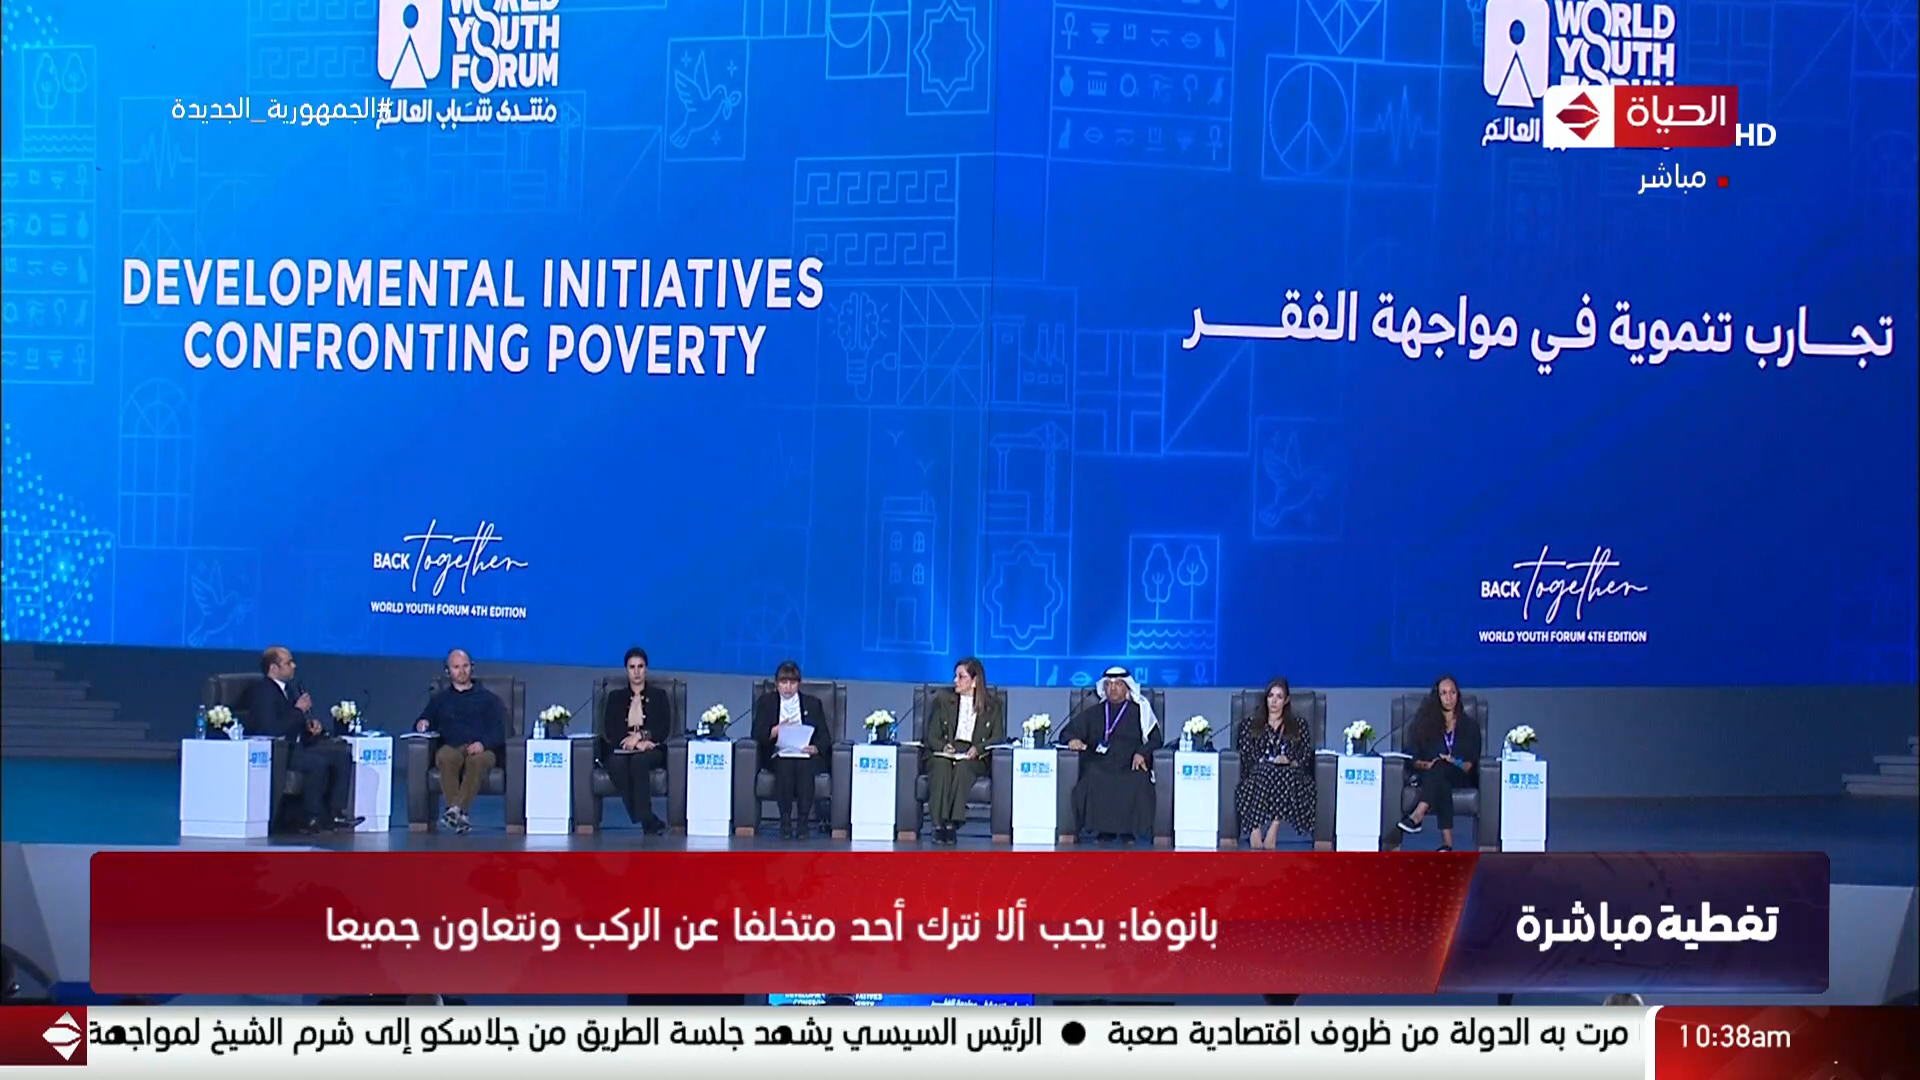 WORLD
YOUTH
FORUM
منتدى شباب العالم
#الجمهورية_الجديدة
WORLD
YOUTH
FORUM
العالم
الحياة
HD
مباشر
DEVELOPMENTAL INITIATIVES
CONFRONTING POVERTY
تجارب تنموية في مواجهة الفقر
BACK together
WORLD YOUTH FORUM 4TH EDITION
BACK together
WORLD YOUTH FORUM 4TH EDITION
تغطية مباشرة
بانوفا: يجب ألا نترك أحد متخلفا عن الركب ونتعاون جميعا
مرت به الدولة من ظروف اقتصادية صعبة ● الرئيس السيسي يشهد جلسة الطريق من جلاسكو إلى شرم الشيخ لمواجهة
10:38am